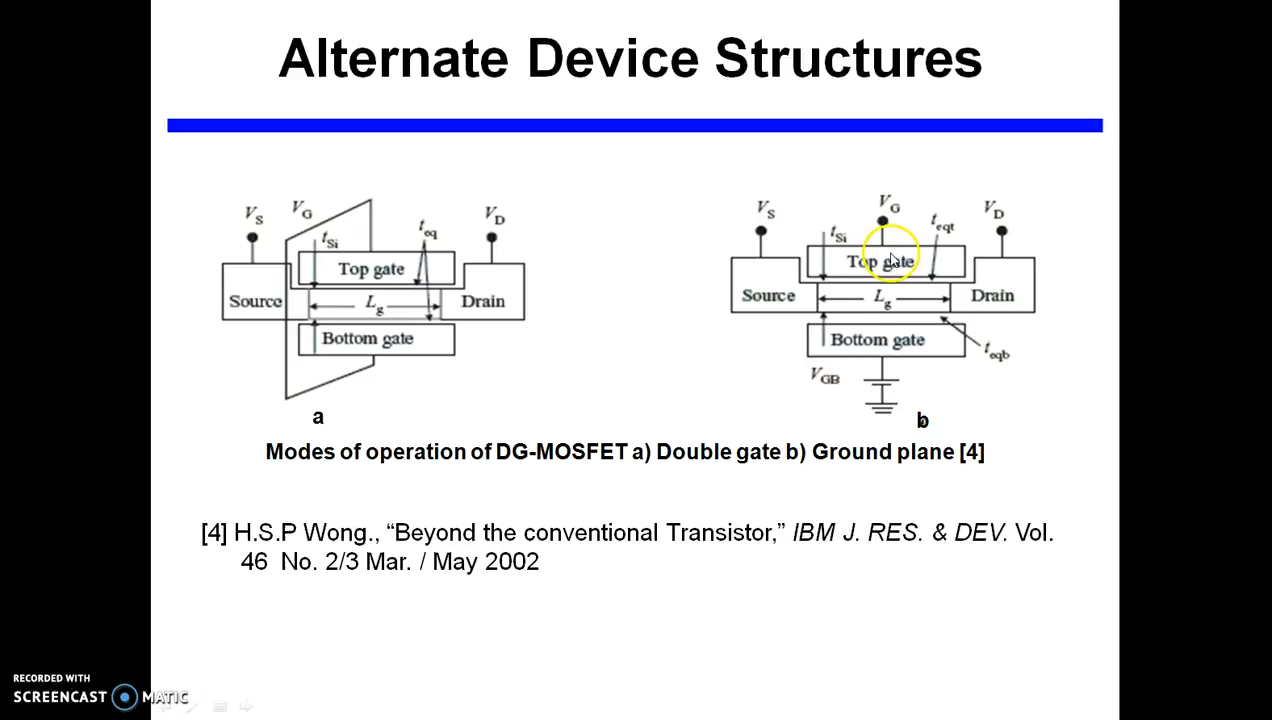 Alternate Device Structures
V_S V_G V_D
t_Si t_eq
Top gate
Source L_g Drain
Bottom gate
a
V_S V_G V_D
t_Si t_eqt
Top gate
Source L_g Drain
Bottom gate
t_eqb
V_GB
b
Modes of operation of DG-MOSFET a) Double gate b) Ground plane [4]
[4] H.S.P Wong., “Beyond the conventional Transistor,” IBM J. RES. & DEV. Vol.
46 No. 2/3 Mar. / May 2002
RECORDED WITH
SCREENCAST MATIC